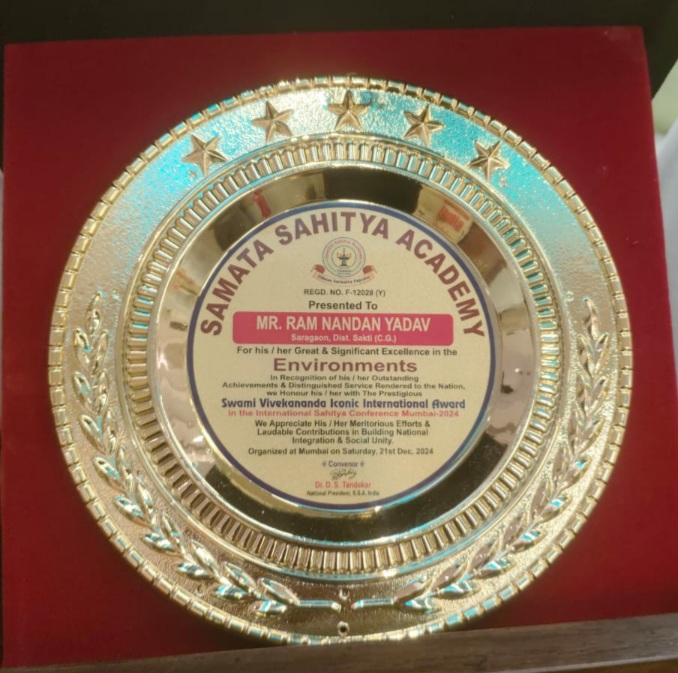 SAMATA SAHITYA ACADEMY
REGD. NO. F-12028 (Y)
Presented To
MR. RAM NANDAN YADAV
Saragaon, Dist. Sakti (C.G.)
For his / her Great & Significant Excellence in the
Environments
In Recognition of his / her Outstanding
Achievements & Distinguished Service Rendered to the Nation,
we Honour his / her with The Prestigious
Swami Vivekananda Iconic International Award
in the International Sahitya Conference Mumbai-2024
We Appreciate His / Her Meritorious Efforts &
Laudable Contributions in Building National
Integration & Social Unity.
Organized at Mumbai on Saturday, 21st Dec, 2024
Convenor
Dr. D. S. Tandekar
National President, S.S.A. India